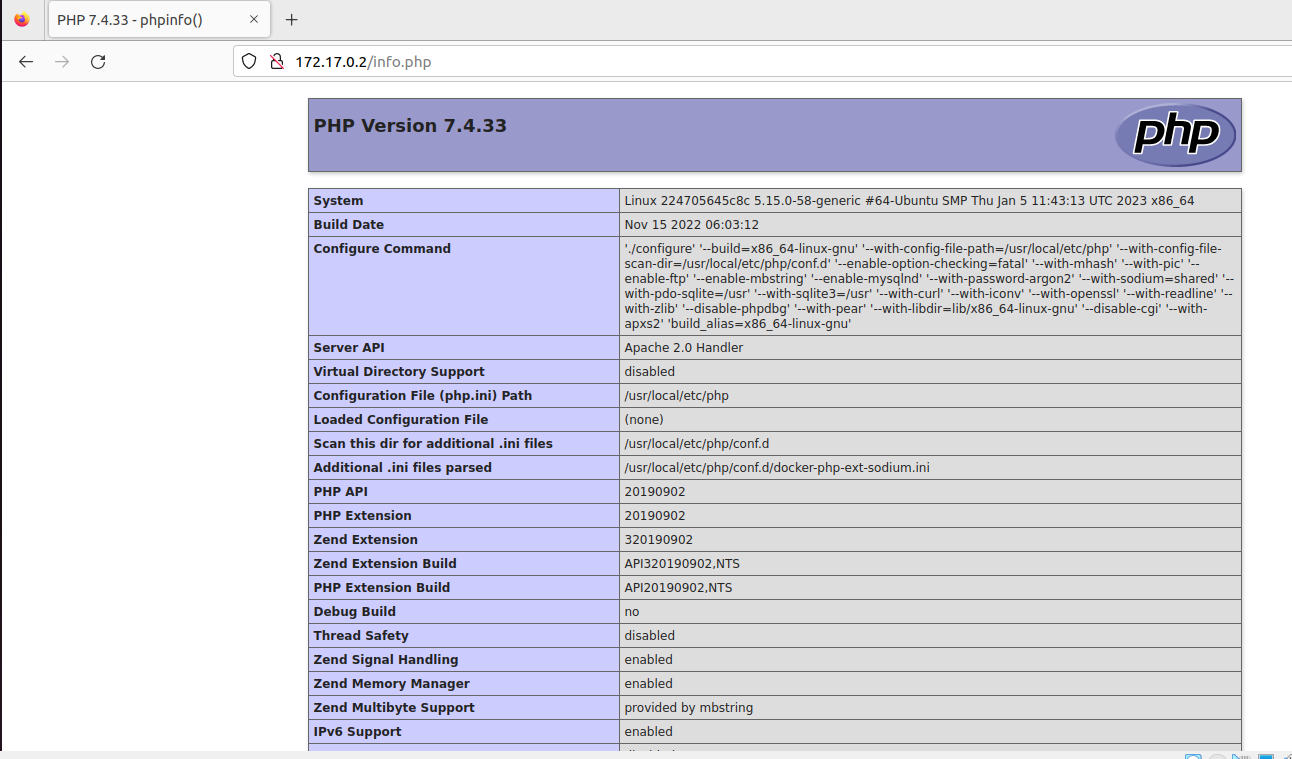 PHP 7.4.33 - phpinfo()
172.17.0.2/info.php
PHP Version 7.4.33
php
System Linux 224705645c8c 5.15.0-58-generic #64-Ubuntu SMP Thu Jan 5 11:43:13 UTC 2023 x86_64
Build Date Nov 15 2022 06:03:12
Configure Command './configure' '--build=x86_64-linux-gnu' '--with-config-file-path=/usr/local/etc/php' '--with-config-file-
scan-dir=/usr/local/etc/php/conf.d' '--enable-option-checking=fatal' '--with-mhash' '--with-pic' '--
enable-ftp' '--enable-mbstring' '--enable-mysqlnd' '--with-password-argon2' '--with-sodium=shared' '--
with-pdo-sqlite=/usr' '--with-sqlite3=/usr' '--with-curl' '--with-iconv' '--with-openssl' '--with-readline' '--
with-zlib' '--disable-phpdbg' '--with-pear' '--with-libdir=lib/x86_64-linux-gnu' '--disable-cgi' '--with-
apxs2' 'build_alias=x86_64-linux-gnu'
Server API Apache 2.0 Handler
Virtual Directory Support disabled
Configuration File (php.ini) Path /usr/local/etc/php
Loaded Configuration File (none)
Scan this dir for additional .ini files /usr/local/etc/php/conf.d
Additional .ini files parsed /usr/local/etc/php/conf.d/docker-php-ext-sodium.ini
PHP API 20190902
PHP Extension 20190902
Zend Extension 320190902
Zend Extension Build API320190902,NTS
PHP Extension Build API20190902,NTS
Debug Build no
Thread Safety disabled
Zend Signal Handling enabled
Zend Memory Manager enabled
Zend Multibyte Support provided by mbstring
IPv6 Support enabled